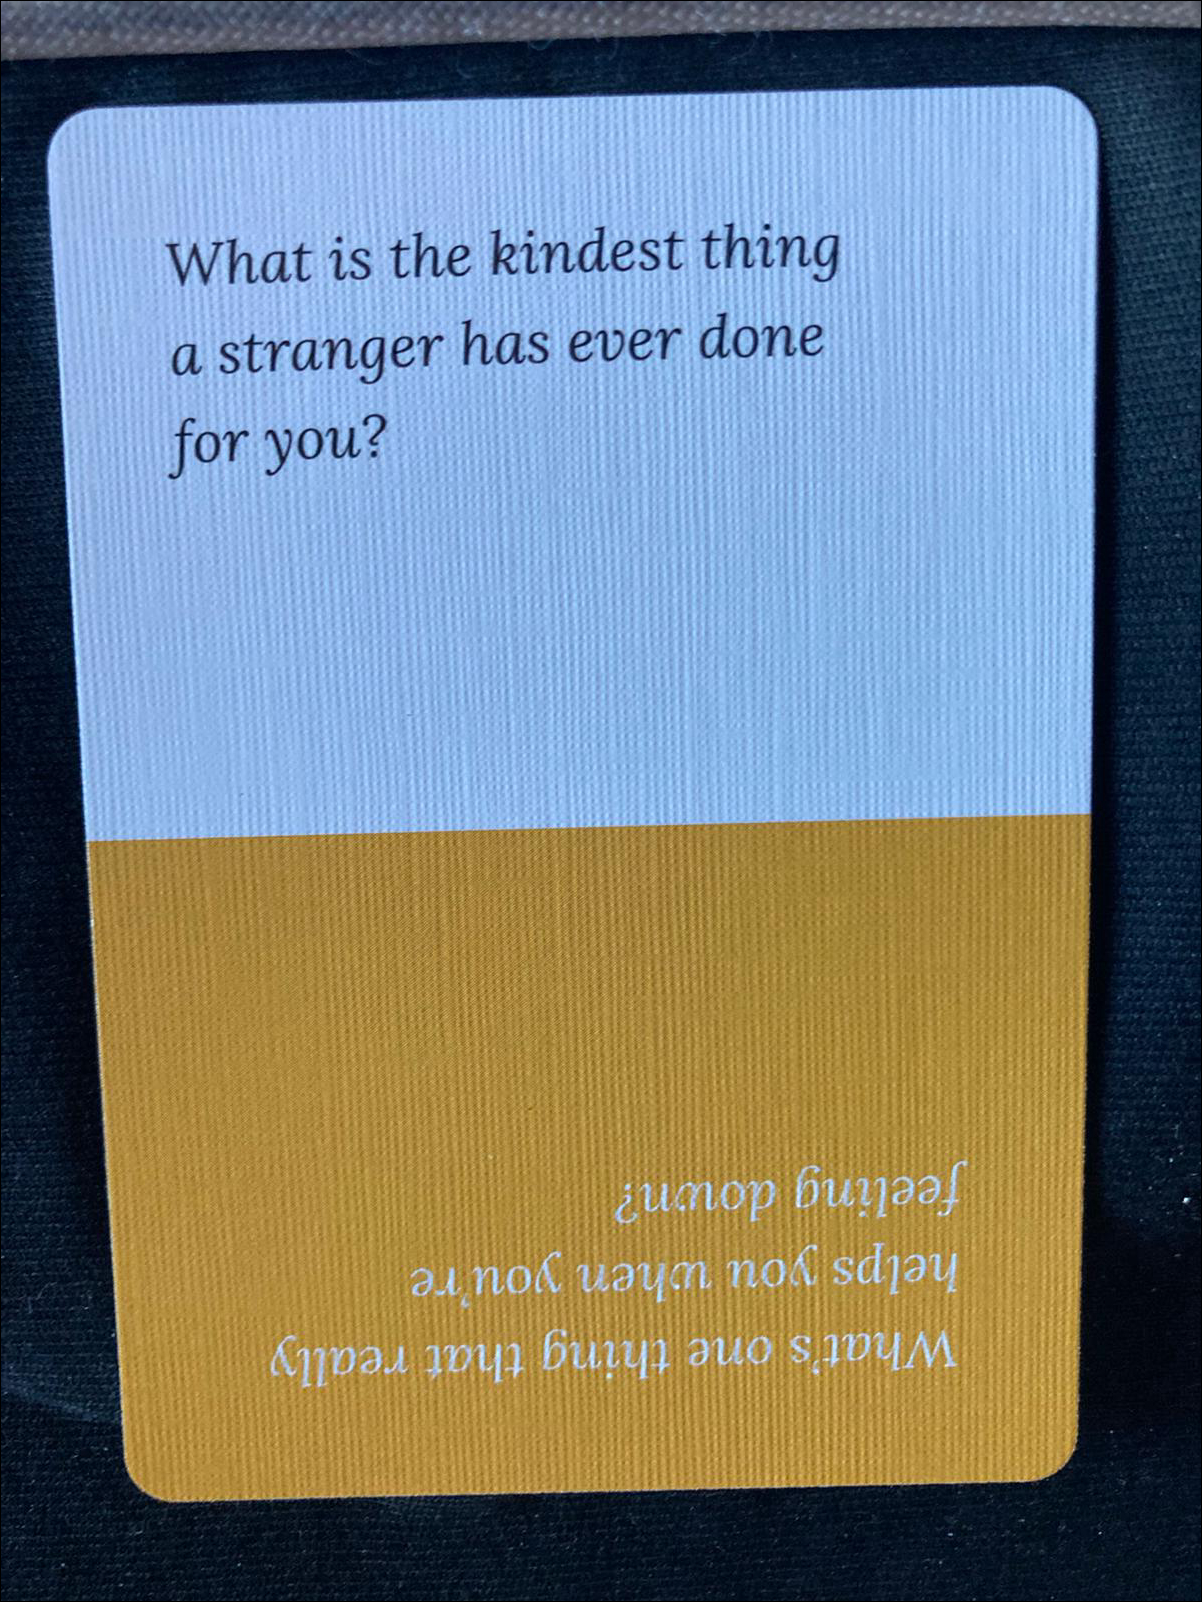 What is the kindest thing
a stranger has ever done
for you?
What's one thing that really
helps you when you're
feeling down?